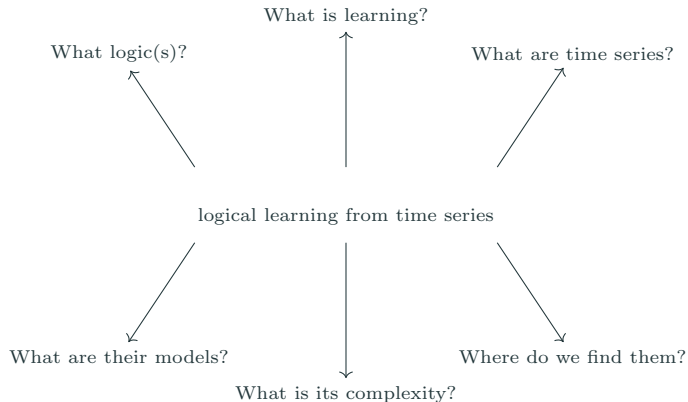 What is learning?
What logic(s)?
What are time series?
logical learning from time series
What are their models?
Where do we find them?
What is its complexity?